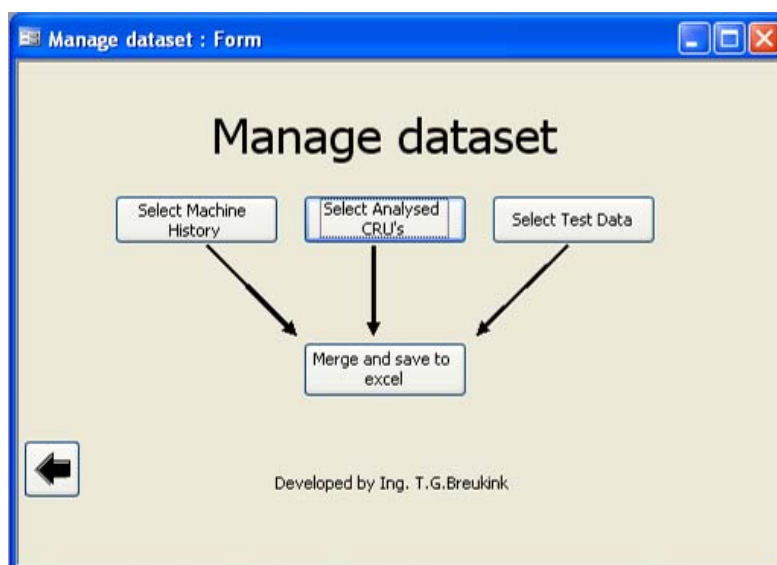 Manage dataset : Form
Manage dataset
Select Machine
History
Select Analysed
CRU's
Select Test Data
Merge and save to
excel
Developed by Ing. T.G.Breukink